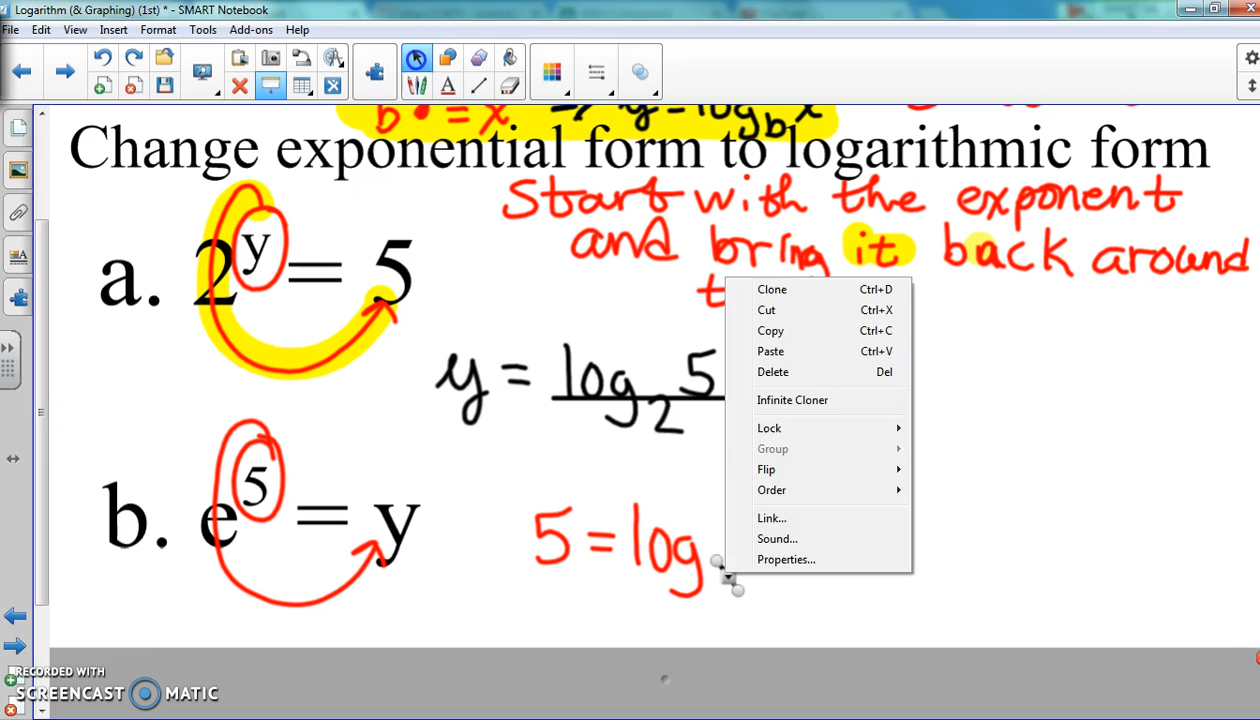 Logarithm (& Graphing) (1st) * - SMART Notebook
File Edit View Insert Format Tools Add-ons Help
Change exponential form to logarithmic form
Start with the exponent
and bring it back around
a. 2^y = 5
Clone Ctrl+D
Cut Ctrl+X
Copy Ctrl+C
Paste Ctrl+V
Delete Del
Infinite Cloner
Lock
Group
Flip
Order
Link...
Sound...
Properties...
y = log₂ 5
b. e^5 = y
5 = log
RECORDED WITH
SCREENCAST MATIC